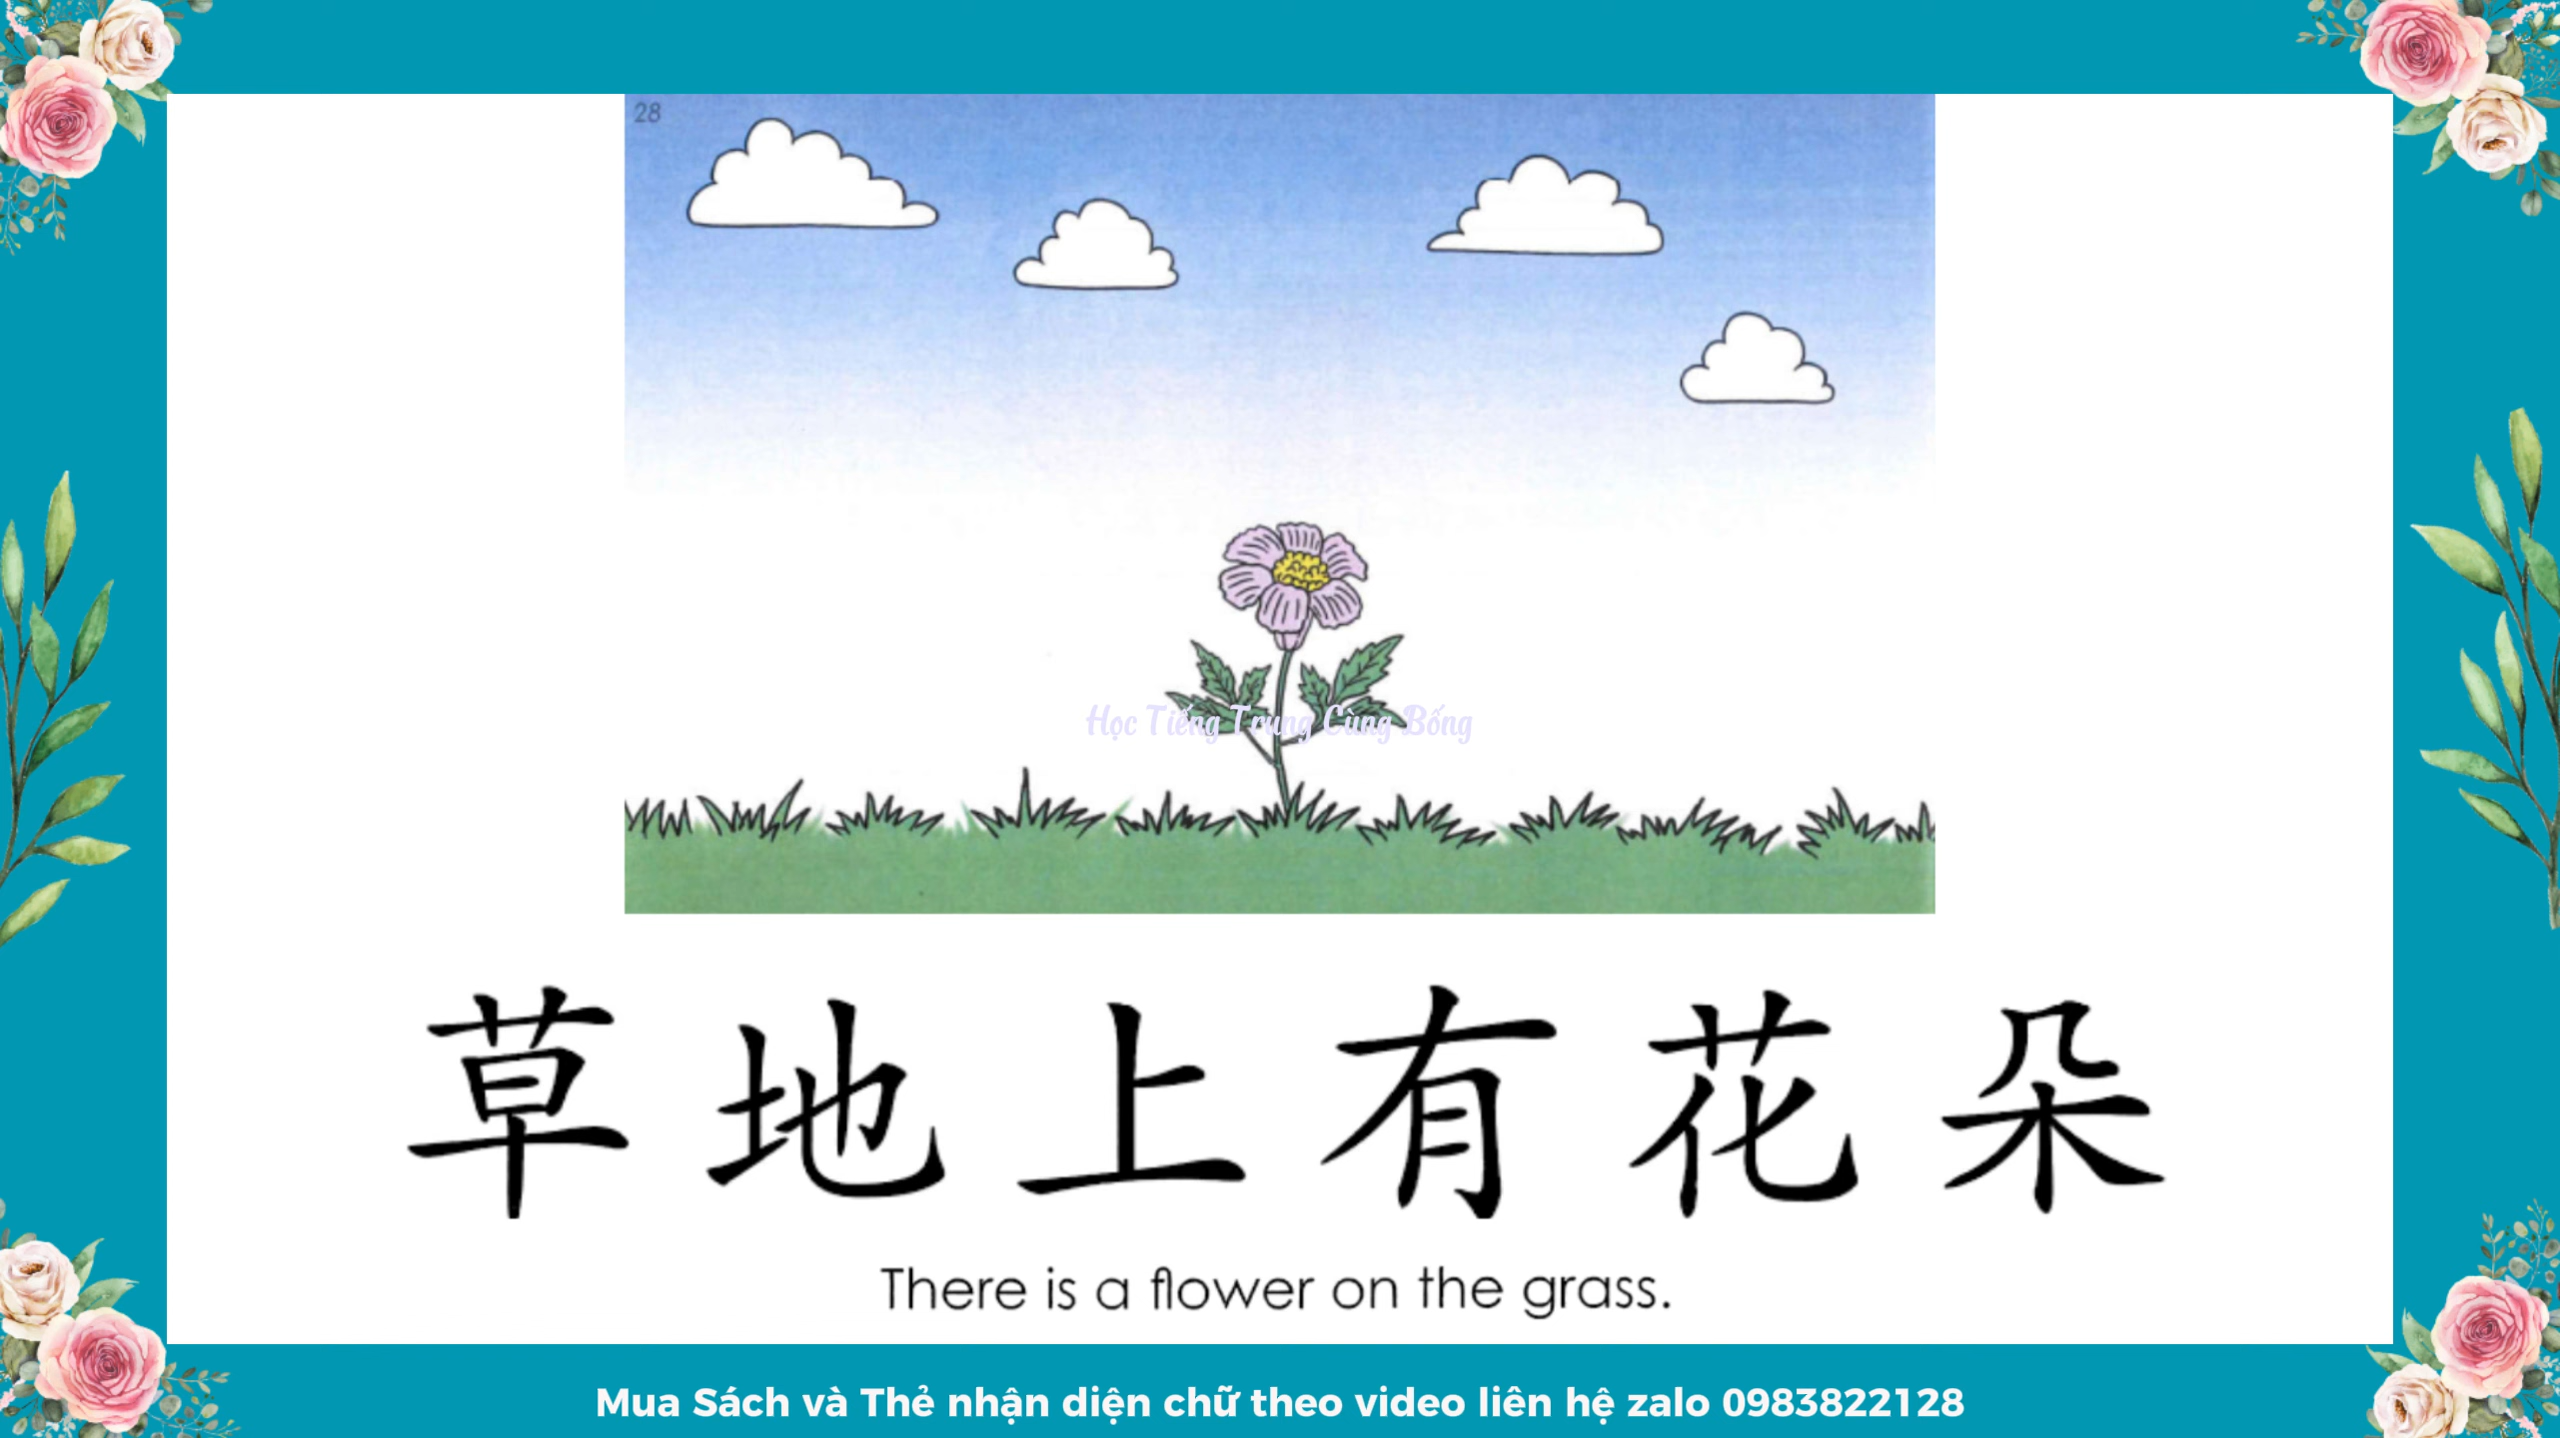 28
Học Tiếng Trung Cùng Bống
草地上有花朵
There is a flower on the grass.
Mua Sách và Thẻ nhận diện chữ theo video liên hệ zalo 0983822128